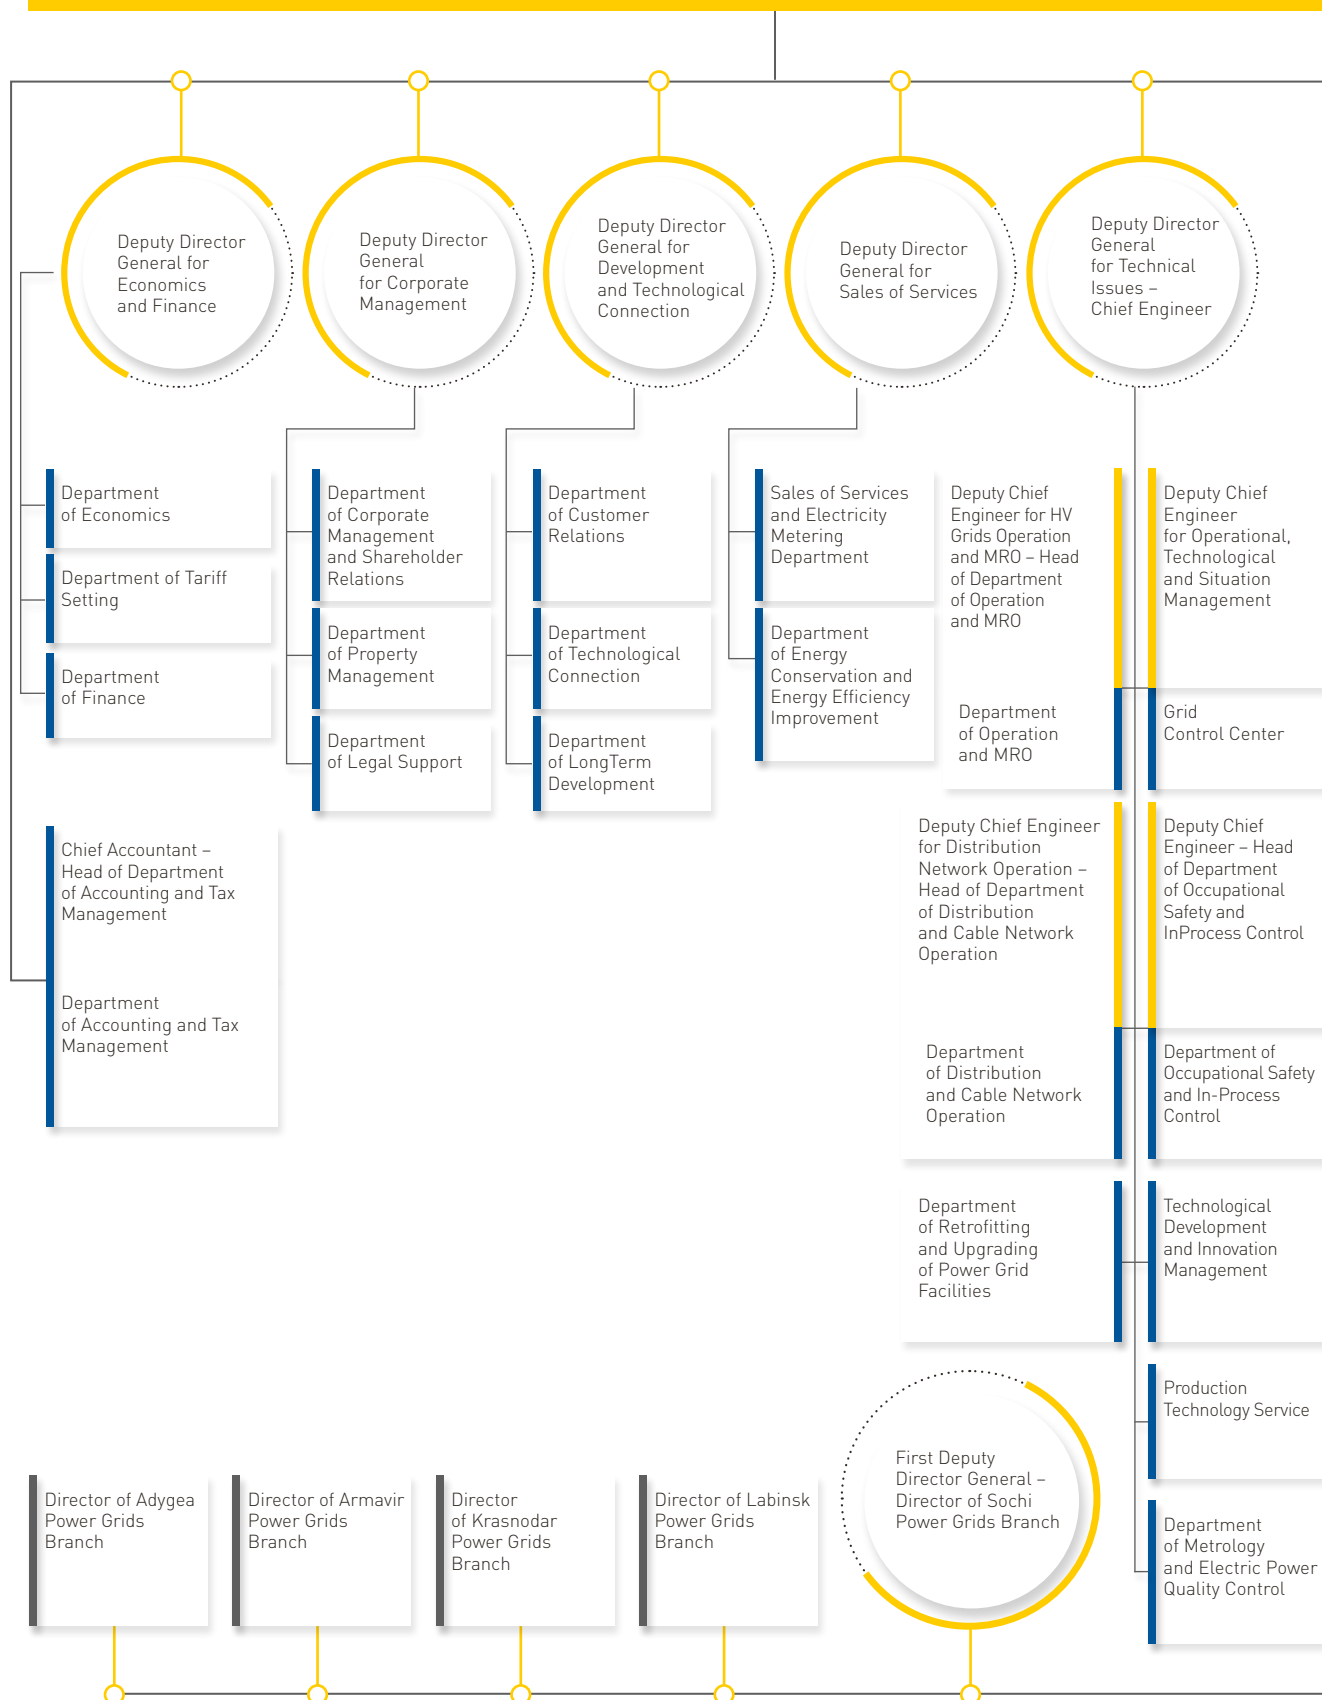 Deputy Director
General for
Economics
and Finance
Deputy Director
General
for Corporate
Management
Deputy Director
General for
Development
and Technological
Connection
Deputy Director
General for
Sales of Services
Deputy Director
General
for Technical
Issues –
Chief Engineer
Department
of Economics
Department of Tariff
Setting
Department
of Finance
Department
of Corporate
Management
and Shareholder
Relations
Department
of Property
Management
Department
of Legal Support
Department
of Customer
Relations
Department
of Technological
Connection
Department
of LongTerm
Development
Sales of Services
and Electricity
Metering
Department
Department
of Energy
Conservation and
Energy Efficiency
Improvement
Deputy Chief
Engineer for HV
Grids Operation
and MRO – Head
of Department
of Operation
and MRO
Department
of Operation
and MRO
Deputy Chief
Engineer
for Operational,
Technological
and Situation
Management
Grid
Control Center
Chief Accountant –
Head of Department
of Accounting and Tax
Management
Department
of Accounting and Tax
Management
Deputy Chief Engineer
for Distribution
Network Operation –
Head of Department
of Distribution
and Cable Network
Operation
Department
of Distribution
and Cable Network
Operation
Deputy Chief
Engineer – Head
of Department
of Occupational
Safety and
InProcess Control
Department of
Occupational Safety
and In-Process
Control
Department
of Retrofitting
and Upgrading
of Power Grid
Facilities
Technological
Development
and Innovation
Management
Production
Technology Service
Department
of Metrology
and Electric Power
Quality Control
Director of Adygea
Power Grids
Branch
Director of Armavir
Power Grids
Branch
Director
of Krasnodar
Power Grids
Branch
Director of Labinsk
Power Grids
Branch
First Deputy
Director General –
Director of Sochi
Power Grids Branch